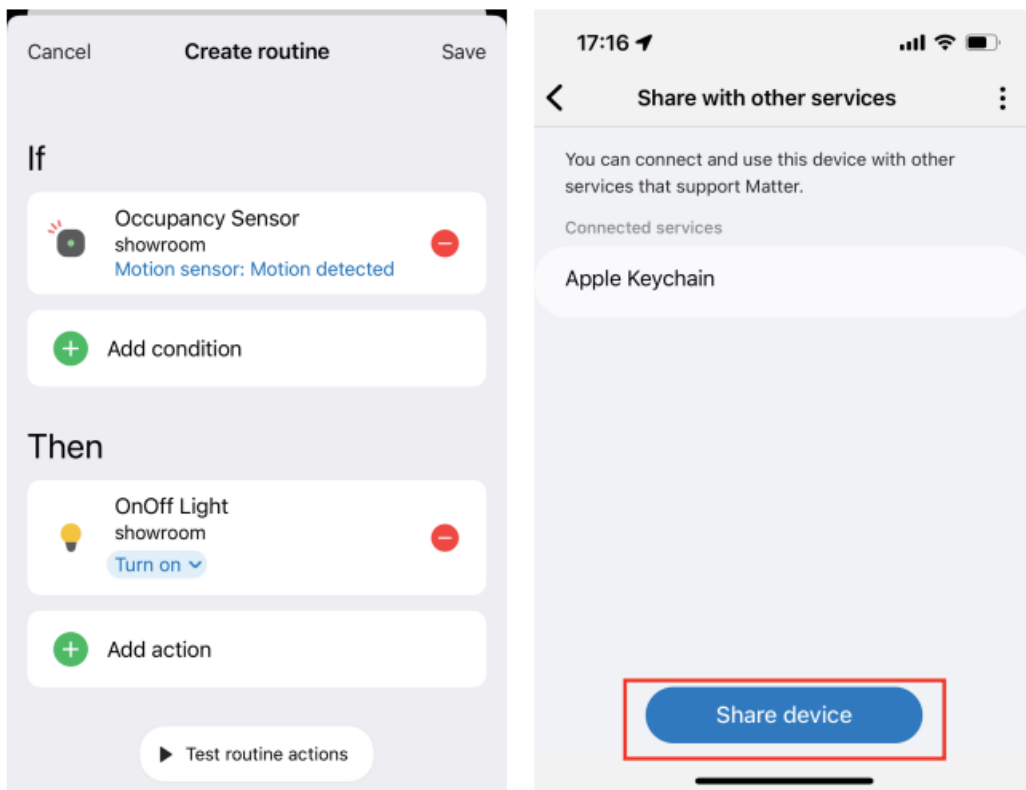 Cancel
Create routine
Save
If
Occupancy Sensor
showroom
Motion sensor: Motion detected
Add condition
Then
OnOff Light
showroom
Turn on
Add action
Test routine actions
17:16
Share with other services
You can connect and use this device with other
services that support Matter.
Connected services
Apple Keychain
Share device